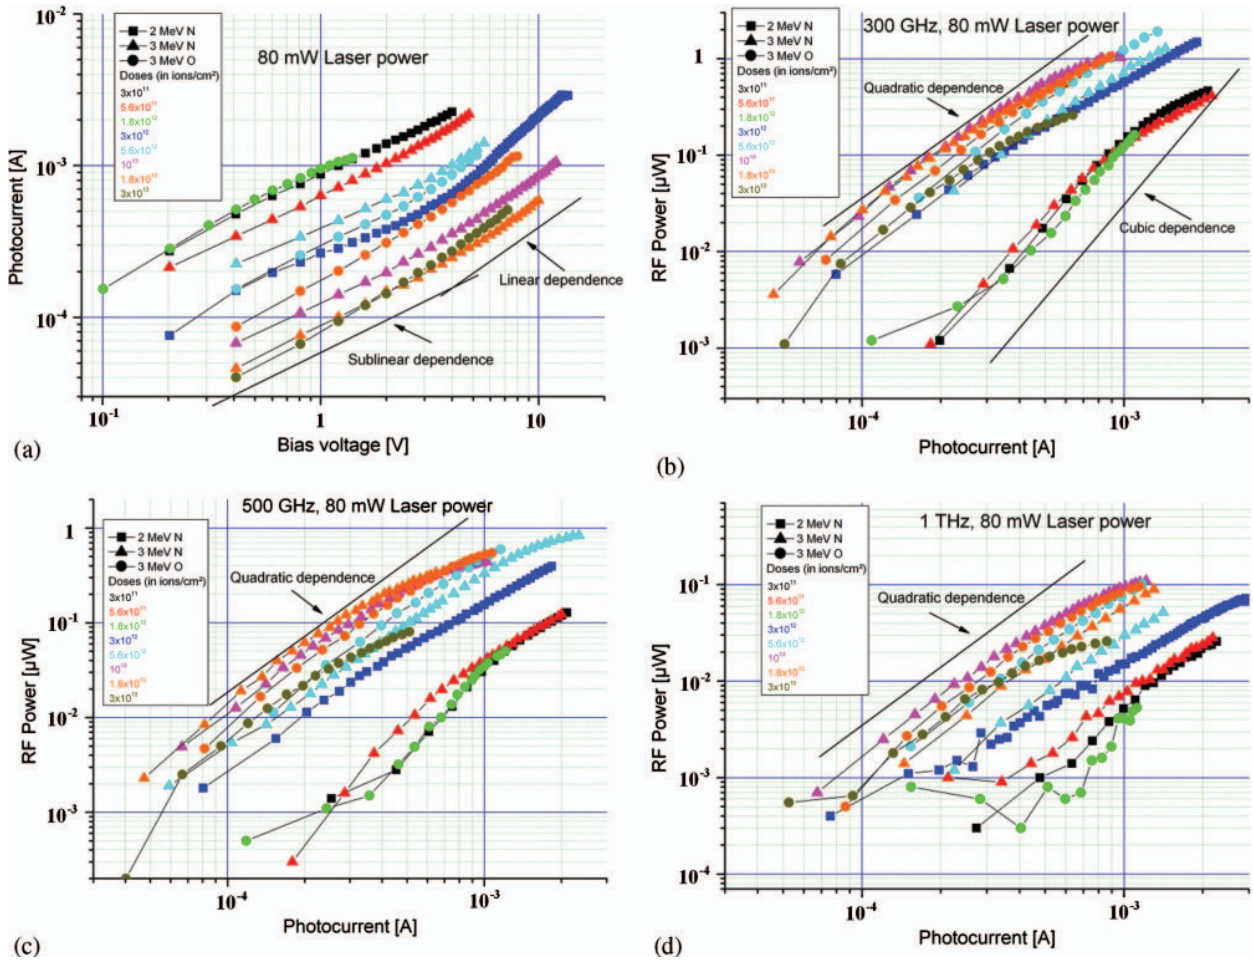 10⁻²
2 MeV N
3 MeV N
3 MeV O
Doses (in ions/cm²)
3x10¹¹
5.6x10¹¹
1.8x10¹²
3x10¹²
5.6x10¹²
10¹³
1.8x10¹³
3x10¹³
80 mW Laser power
Photocurrent [A]
10⁻³
10⁻⁴
Linear dependence
Sublinear dependence
10⁻¹
1
10
Bias voltage [V]
(a)
300 GHz, 80 mW Laser power
2 MeV N
3 MeV N
3 MeV O
Doses (in ions/cm²)
3x10¹¹
5.6x10¹¹
1.8x10¹²
3x10¹²
5.6x10¹²
10¹³
1.8x10¹³
3x10¹³
Quadratic dependence
Cubic dependence
RF Power [µW]
1
10⁻¹
10⁻²
10⁻³
10⁻⁴
10⁻³
Photocurrent [A]
(b)
500 GHz, 80 mW Laser power
2 MeV N
3 MeV N
3 MeV O
Doses (in ions/cm²)
3x10¹¹
5.6x10¹¹
1.8x10¹²
3x10¹²
5.6x10¹²
10¹³
1.8x10¹³
3x10¹³
Quadratic dependence
RF Power [µW]
1
10⁻¹
10⁻²
10⁻³
10⁻⁴
10⁻³
Photocurrent [A]
(c)
1 THz, 80 mW Laser power
2 MeV N
3 MeV N
3 MeV O
Doses (in ions/cm²)
3x10¹¹
5.6x10¹¹
1.8x10¹²
3x10¹²
5.6x10¹²
10¹³
1.8x10¹³
3x10¹³
Quadratic dependence
RF Power [µW]
10⁻¹
10⁻²
10⁻³
10⁻⁴
10⁻⁴
10⁻³
Photocurrent [A]
(d)